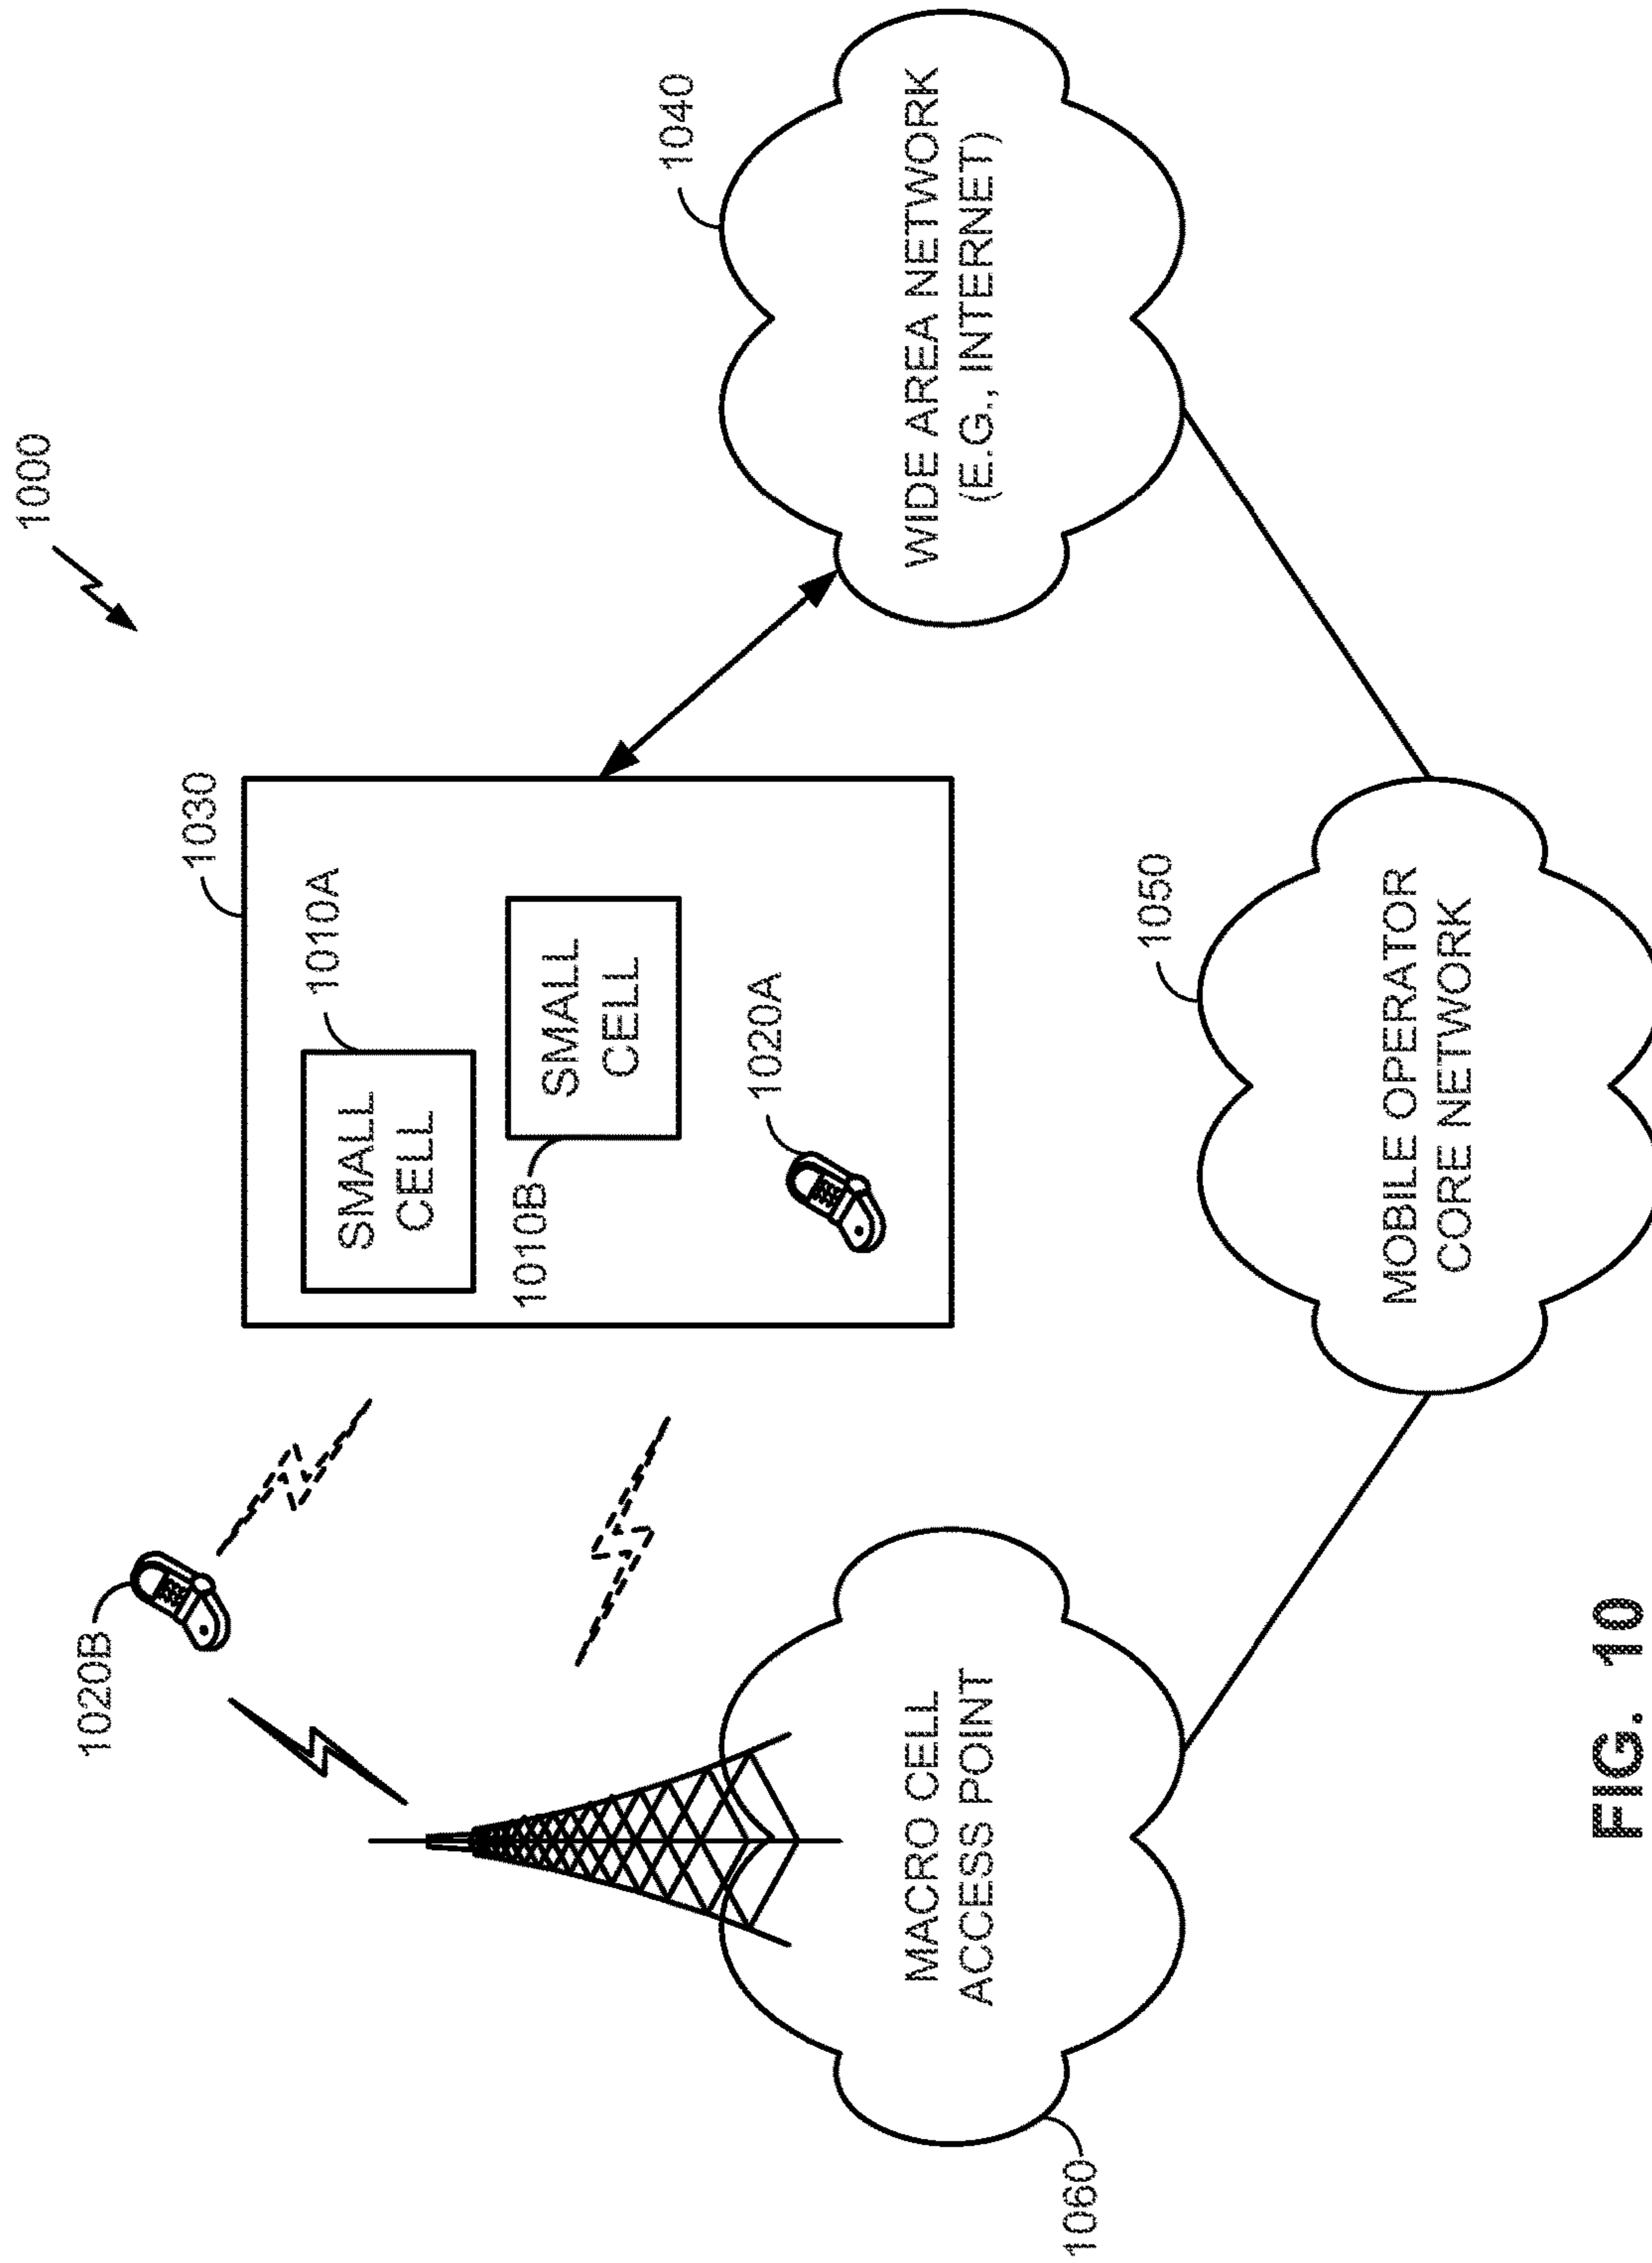 1000
1020B
1030
SMALL
CELL
1010A
1010B
SMALL
CELL
1020A
1040
WIDE AREA NETWORK
(E.G., INTERNET)
MACRO CELL
ACCESS POINT
1060
1050
MOBILE OPERATOR
CORE NETWORK
FIG. 10